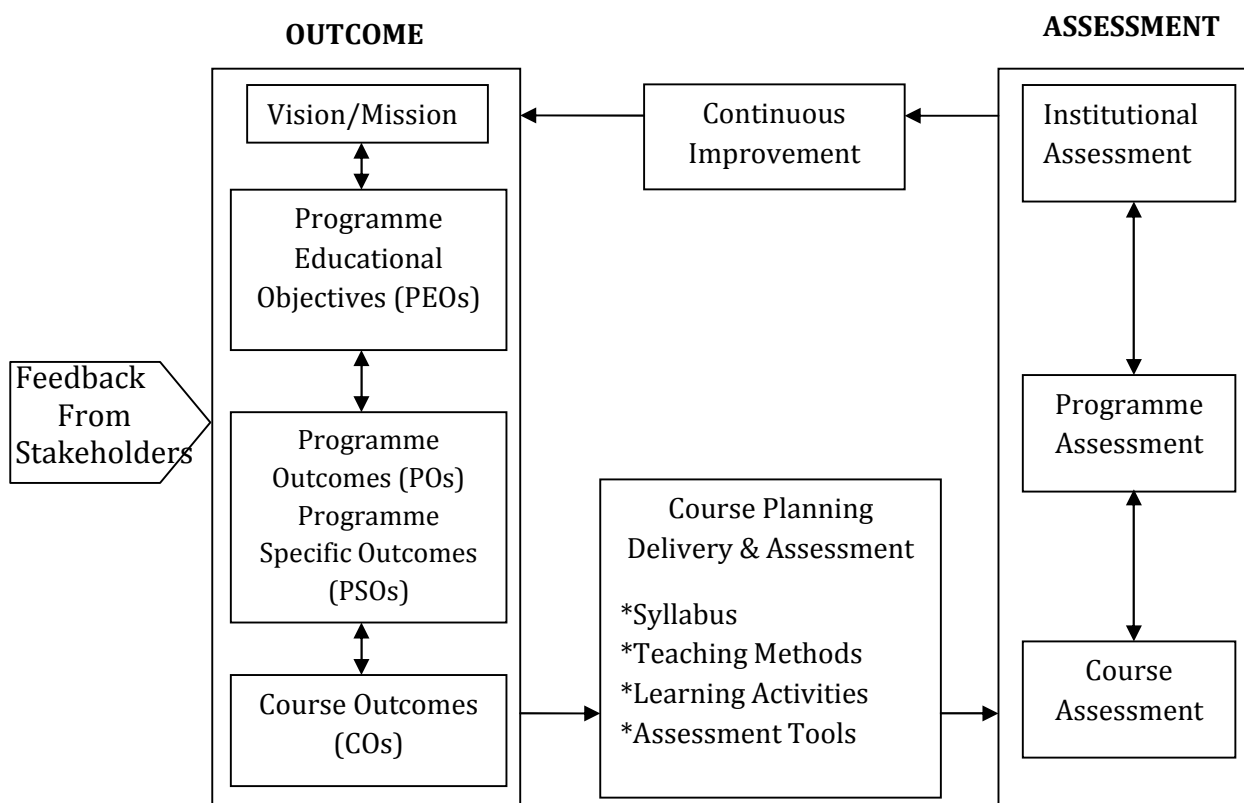 OUTCOME
ASSESSMENT
Vision/Mission
Programme
Educational
Objectives (PEOs)
Programme
Outcomes (POs)
Programme
Specific Outcomes
(PSOs)
Course Outcomes
(COs)
Feedback
From
Stakeholders
Continuous
Improvement
Course Planning
Delivery & Assessment
*Syllabus
*Teaching Methods
*Learning Activities
*Assessment Tools
Institutional
Assessment
Programme
Assessment
Course
Assessment